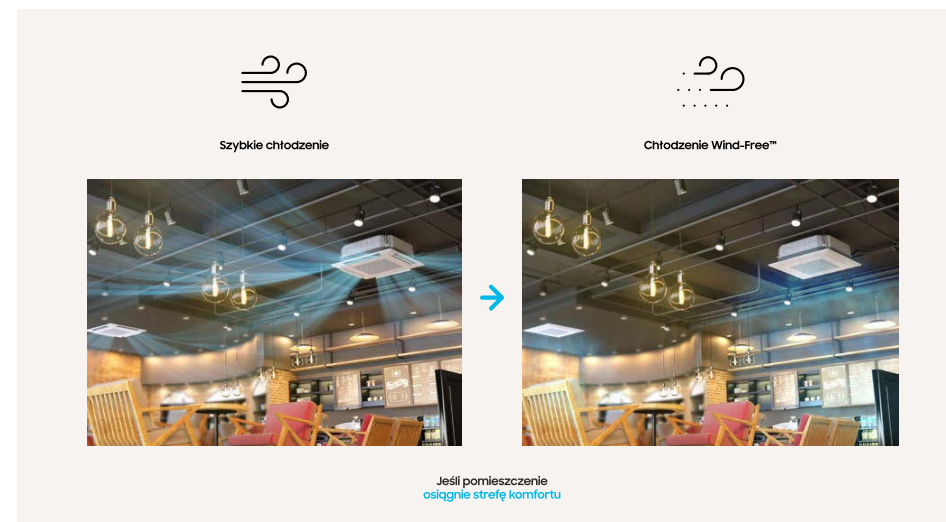 Szybkie chłodzenie
Chłodzenie Wind-Free™
Jeśli pomieszczenie
osiągnie strefę komfortu